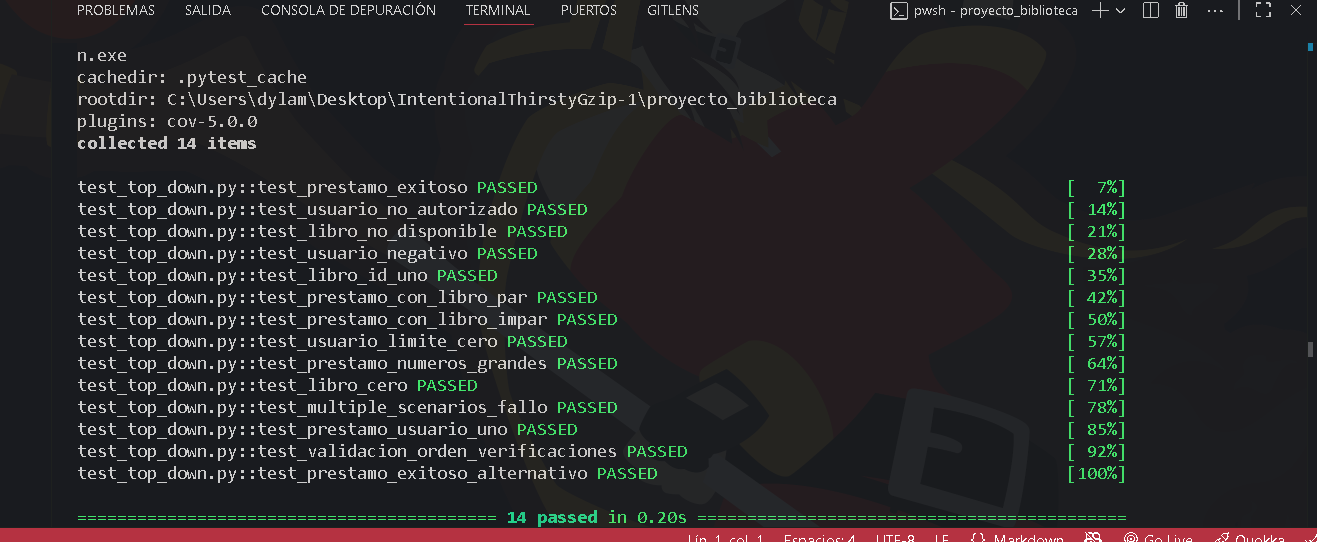 PROBLEMAS SALIDA CONSOLA DE DEPURACIÓN TERMINAL PUERTOS GITLENS pwsh - proyecto_biblioteca
n.exe
cachedir: .pytest_cache
rootdir: C:\Users\dylam\Desktop\IntentionalThirstyGzip-1\proyecto_biblioteca
plugins: cov-5.0.0
collected 14 items
test_top_down.py::test_prestamo_exitoso PASSED [  7%]
test_top_down.py::test_usuario_no_autorizado PASSED [ 14%]
test_top_down.py::test_libro_no_disponible PASSED [ 21%]
test_top_down.py::test_usuario_negativo PASSED [ 28%]
test_top_down.py::test_libro_id_uno PASSED [ 35%]
test_top_down.py::test_prestamo_con_libro_par PASSED [ 42%]
test_top_down.py::test_prestamo_con_libro_impar PASSED [ 50%]
test_top_down.py::test_usuario_limite_cero PASSED [ 57%]
test_top_down.py::test_prestamo_numeros_grandes PASSED [ 64%]
test_top_down.py::test_libro_cero PASSED [ 71%]
test_top_down.py::test_multiple_scenarios_fallo PASSED [ 78%]
test_top_down.py::test_prestamo_usuario_uno PASSED [ 85%]
test_top_down.py::test_validacion_orden_verificaciones PASSED [ 92%]
test_top_down.py::test_prestamo_exitoso_alternativo PASSED [100%]
========================================== 14 passed in 0.20s ===========================================
Lín. 1, col. 1 Espacios: 4 UTF-8 LF {} Markdown Go Live Quokka